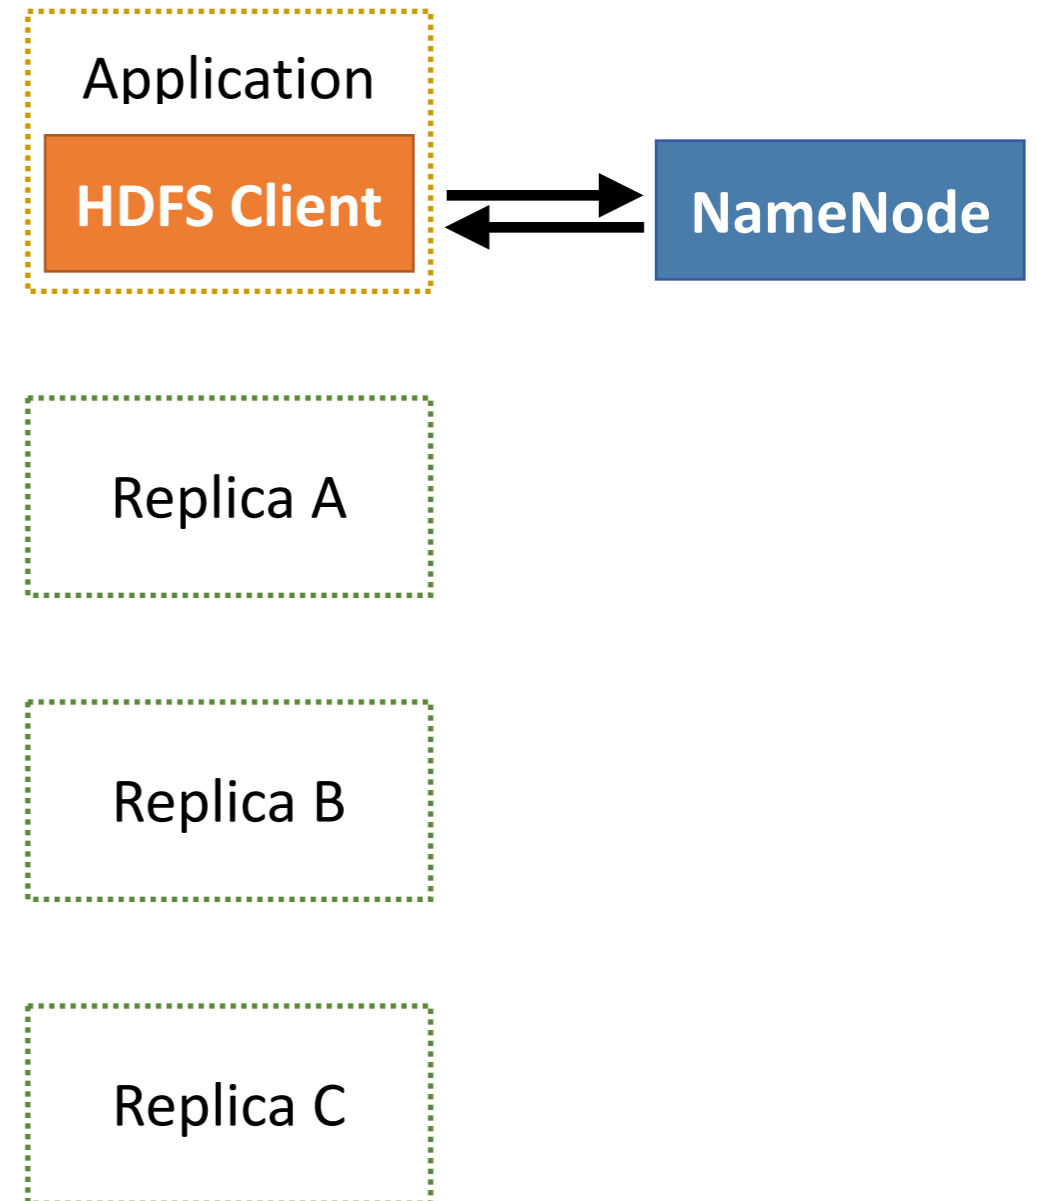 Application
HDFS Client
NameNode
Replica A
Replica B
Replica C